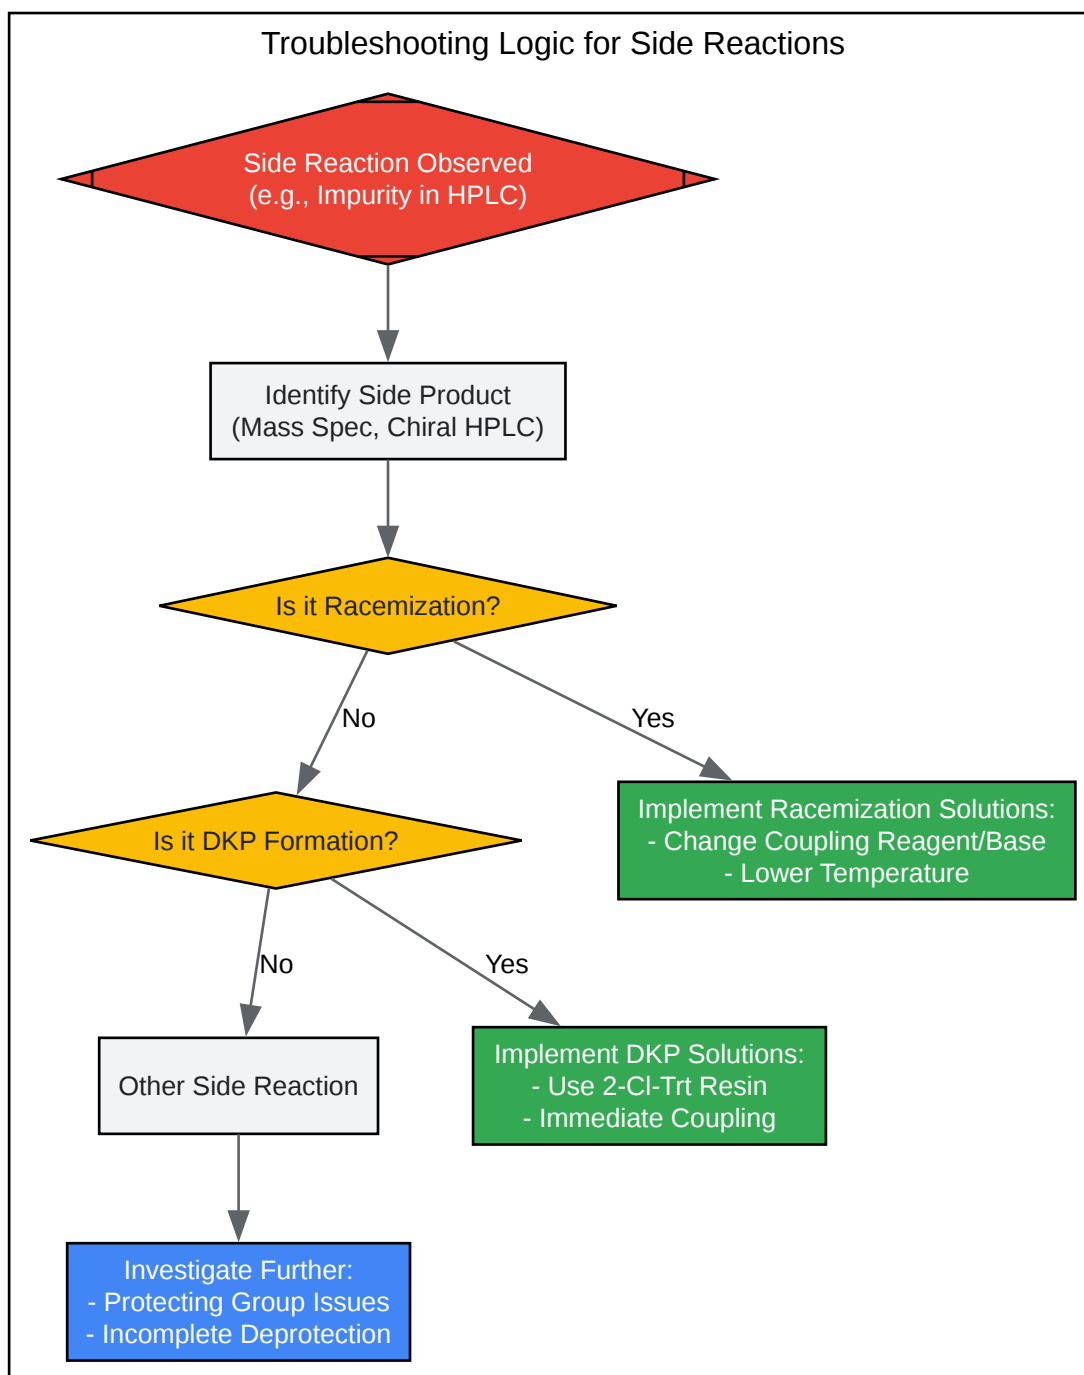 Troubleshooting Logic for Side Reactions
Side Reaction Observed
(e.g., Impurity in HPLC)
Identify Side Product
(Mass Spec, Chiral HPLC)
Is it Racemization?
No
Yes
Implement Racemization Solutions:
- Change Coupling Reagent/Base
- Lower Temperature
Is it DKP Formation?
No
Yes
Implement DKP Solutions:
- Use 2-Cl-Trt Resin
- Immediate Coupling
Other Side Reaction
Investigate Further:
- Protecting Group Issues
- Incomplete Deprotection